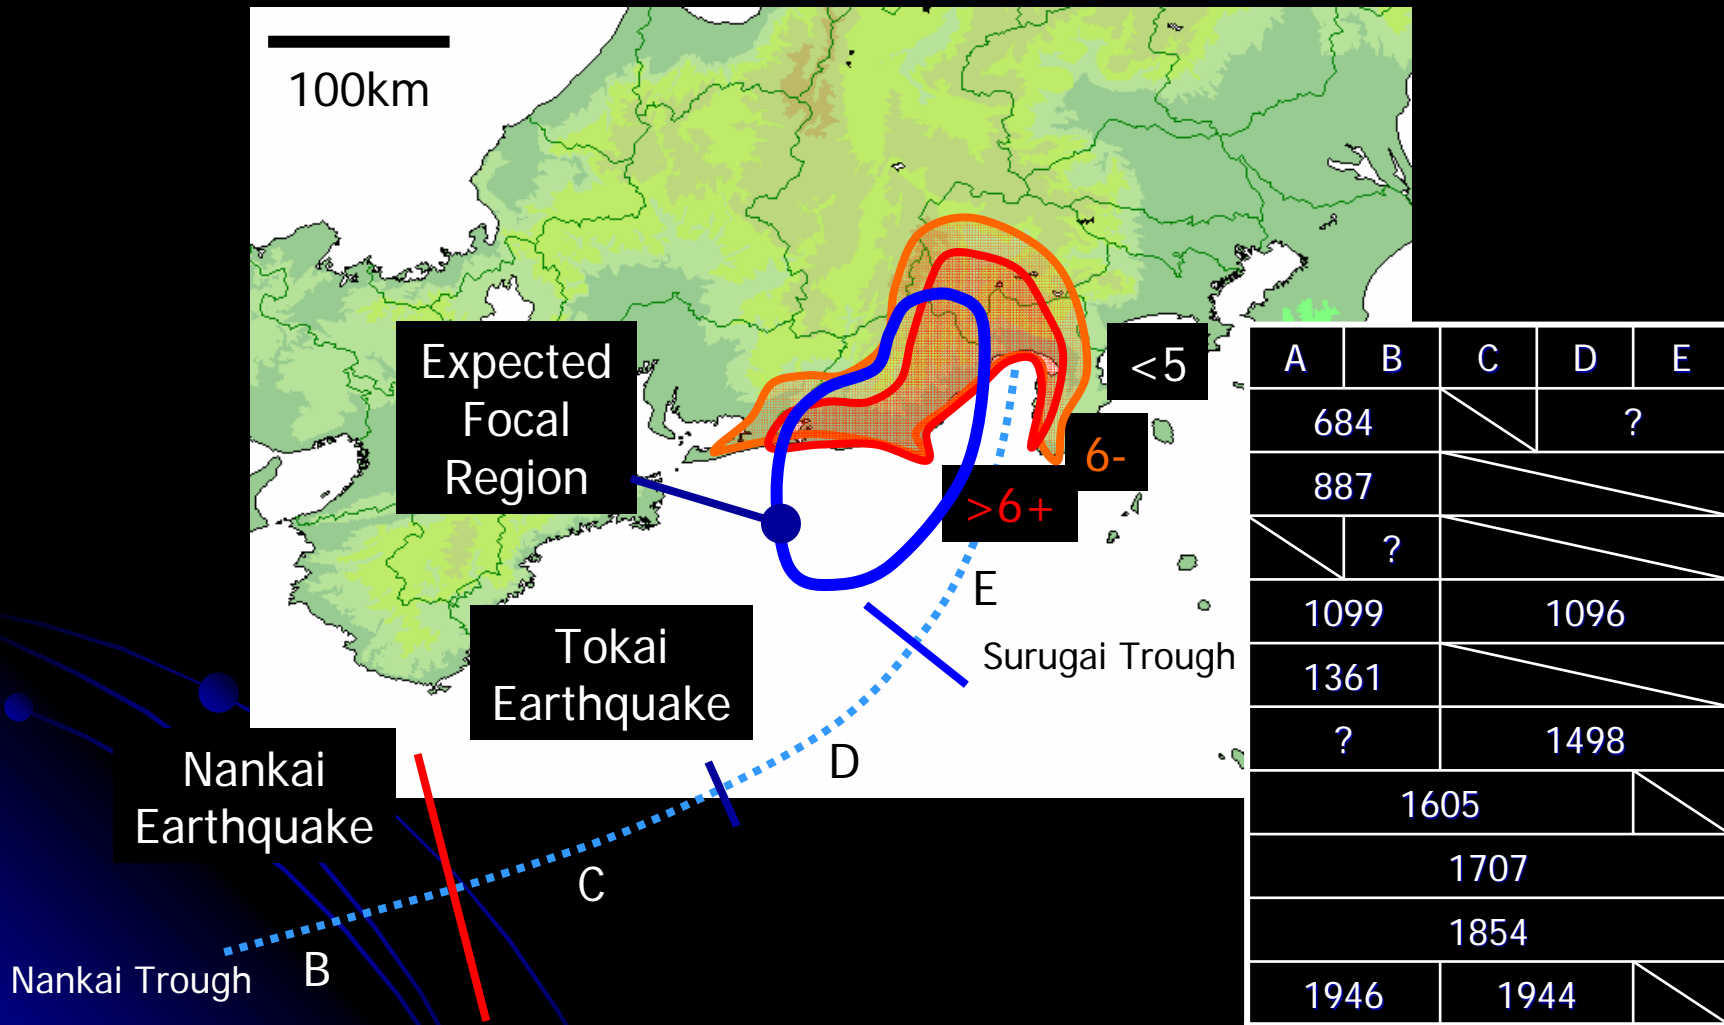 100km
Expected
Focal
Region
<5
6-
>6+
E
Surugai Trough
Tokai
Earthquake
D
Nankai
Earthquake
C
B
Nankai Trough
A B C D E
684 ?
887
?
1099 1096
1361
? 1498
1605
1707
1854
1946 1944